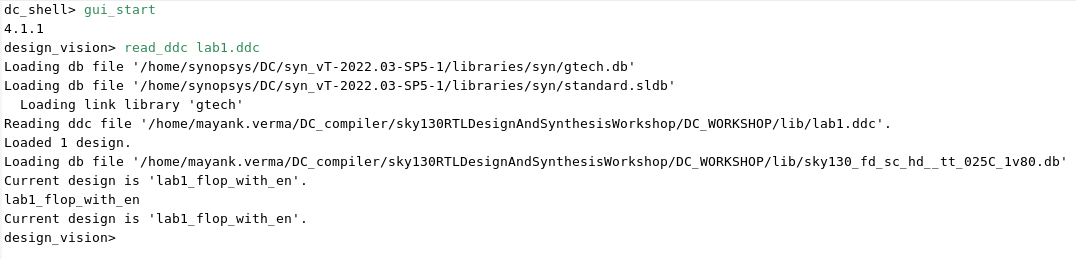 dc_shell> gui_start
4.1.1
design_vision> read_ddc lab1.ddc
Loading db file '/home/synopsys/DC/syn_vT-2022.03-SP5-1/libraries/syn/gtech.db'
Loading db file '/home/synopsys/DC/syn_vT-2022.03-SP5-1/libraries/syn/standard.sldb'
  Loading link library 'gtech'
Reading ddc file '/home/mayank.verma/DC_compiler/sky130RTLDesignAndSynthesisWorkshop/DC_WORKSHOP/lib/lab1.ddc'.
Loaded 1 design.
Loading db file '/home/mayank.verma/DC_compiler/sky130RTLDesignAndSynthesisWorkshop/DC_WORKSHOP/lib/sky130_fd_sc_hd__tt_025C_1v80.db'
Current design is 'lab1_flop_with_en'.
lab1_flop_with_en
Current design is 'lab1_flop_with_en'.
design_vision>